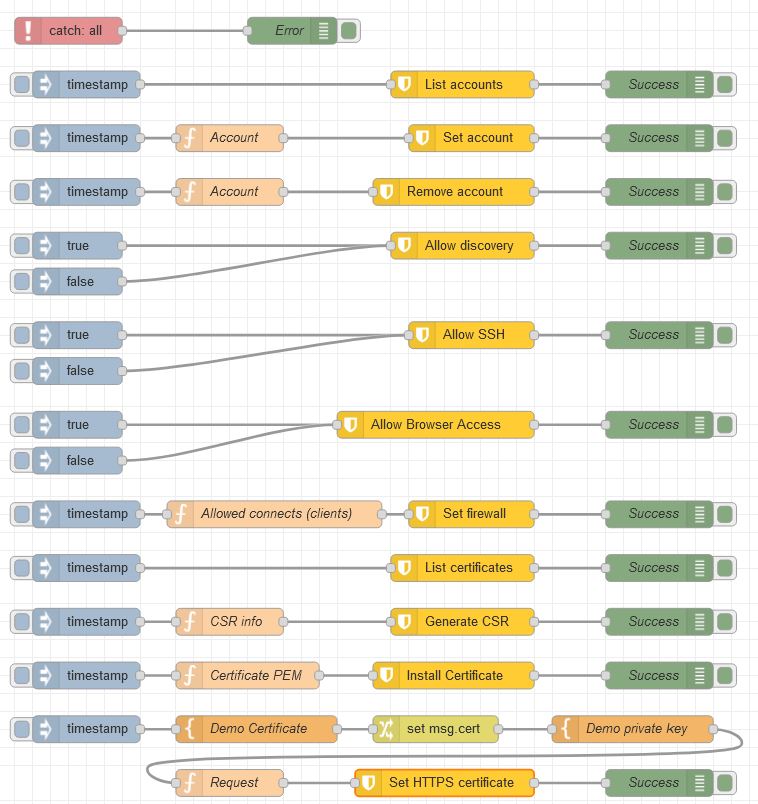 catch: all Error
timestamp List accounts Success
timestamp Account Set account Success
timestamp Account Remove account Success
true Allow discovery Success
false
true Allow SSH Success
false
true Allow Browser Access Success
false
timestamp Allowed connects (clients) Set firewall Success
timestamp List certificates Success
timestamp CSR info Generate CSR Success
timestamp Certificate PEM Install Certificate Success
timestamp Demo Certificate set msg.cert Demo private key
Request Set HTTPS certificate Success